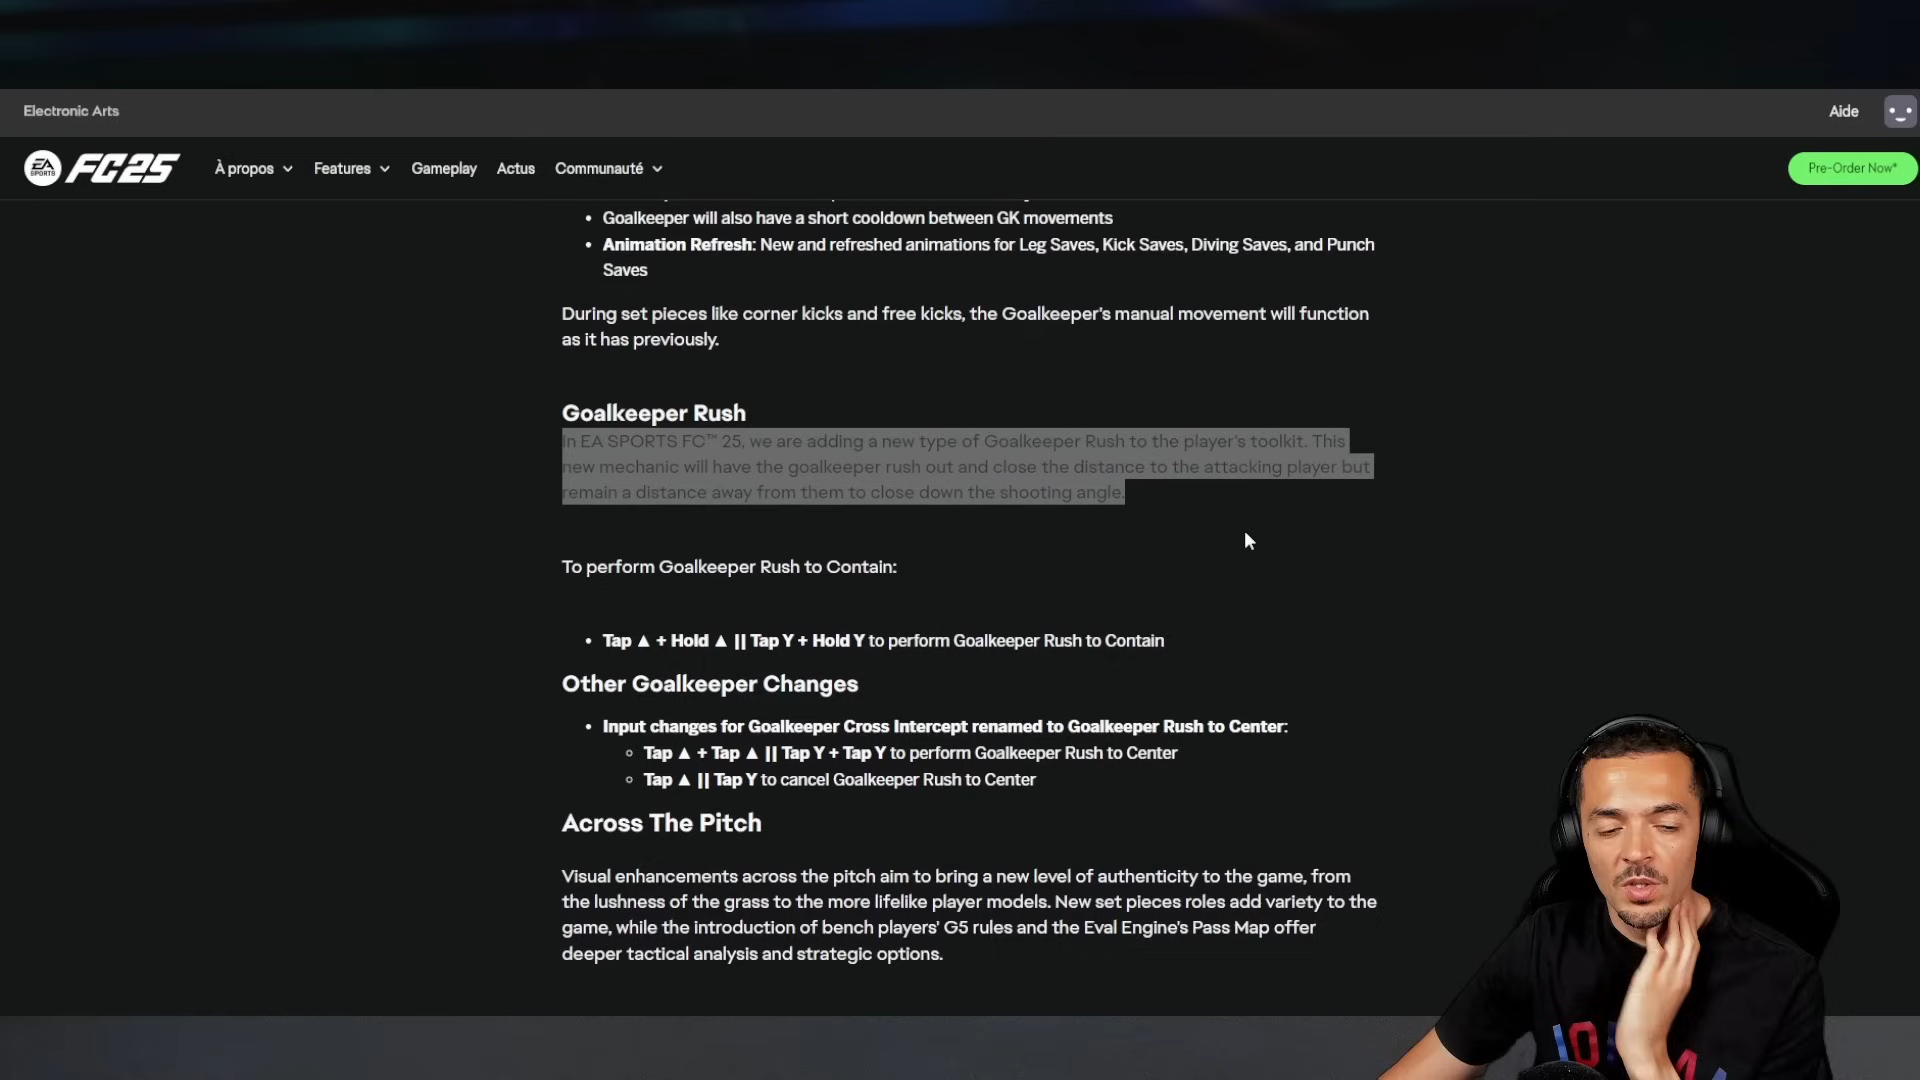 Electronic Arts
Aide
EA SPORTS FC25
À propos
Features
Gameplay
Actus
Communauté
Pre-Order Now*
• Goalkeeper will also have a short cooldown between GK movements
• Animation Refresh: New and refreshed animations for Leg Saves, Kick Saves, Diving Saves, and Punch
Saves
During set pieces like corner kicks and free kicks, the Goalkeeper's manual movement will function
as it has previously.
Goalkeeper Rush
In EA SPORTS FC™ 25, we are adding a new type of Goalkeeper Rush to the player's toolkit. This
new mechanic will have the goalkeeper rush out and close the distance to the attacking player but
remain a distance away from them to close down the shooting angle.
To perform Goalkeeper Rush to Contain:
• Tap ▲ + Hold ▲ || Tap Y + Hold Y to perform Goalkeeper Rush to Contain
Other Goalkeeper Changes
• Input changes for Goalkeeper Cross Intercept renamed to Goalkeeper Rush to Center:
○ Tap ▲ + Tap ▲ || Tap Y + Tap Y to perform Goalkeeper Rush to Center
○ Tap ▲ || Tap Y to cancel Goalkeeper Rush to Center
Across The Pitch
Visual enhancements across the pitch aim to bring a new level of authenticity to the game, from
the lushness of the grass to the more lifelike player models. New set pieces roles add variety to the
game, while the introduction of bench players' G5 rules and the Eval Engine's Pass Map offer
deeper tactical analysis and strategic options.